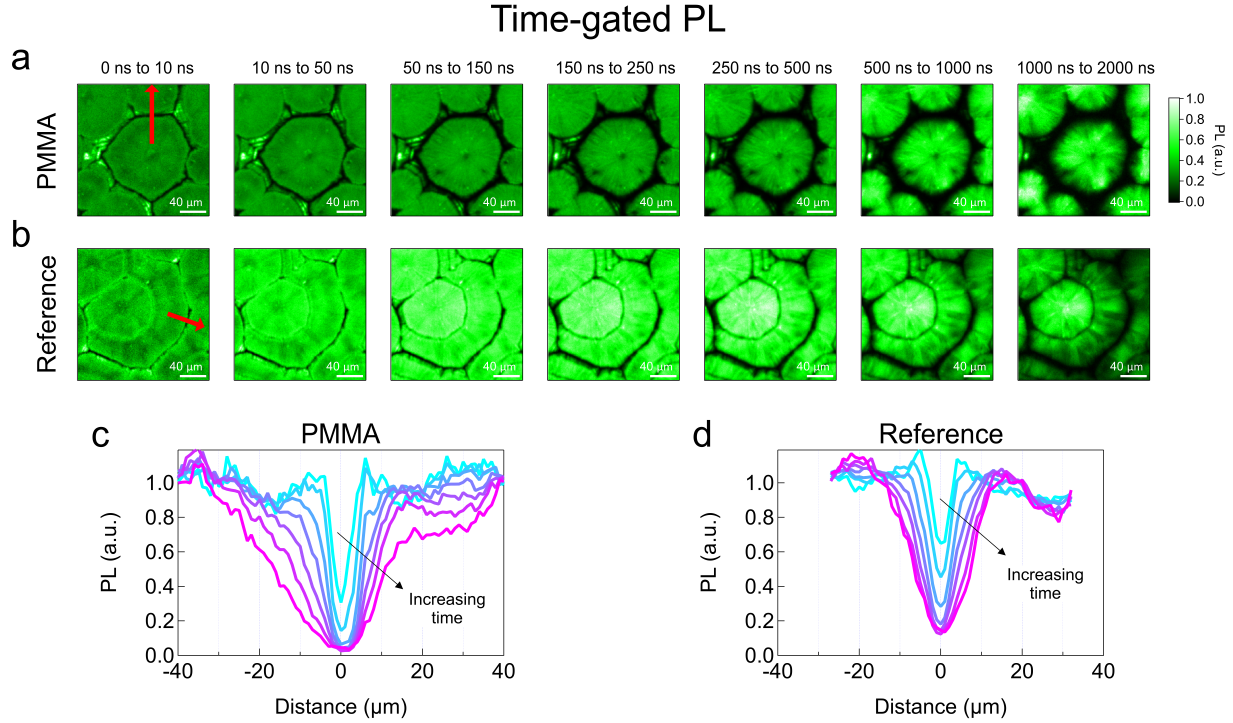 Time-gated PL
a
0 ns to 10 ns
10 ns to 50 ns
50 ns to 150 ns
150 ns to 250 ns
250 ns to 500 ns
500 ns to 1000 ns
1000 ns to 2000 ns
PMMA
40 µm
40 µm
40 µm
40 µm
40 µm
40 µm
40 µm
1.0
0.8
0.6
0.4
0.2
0.0
PL (a.u.)
b
Reference
40 µm
40 µm
40 µm
40 µm
40 µm
40 µm
40 µm
c
PMMA
PL (a.u.)
1.0
0.8
0.6
0.4
0.2
0.0
Increasing
time
-40
-20
0
20
40
Distance (µm)
d
Reference
PL (a.u.)
1.0
0.8
0.6
0.4
0.2
0.0
Increasing
time
-40
-20
0
20
40
Distance (µm)